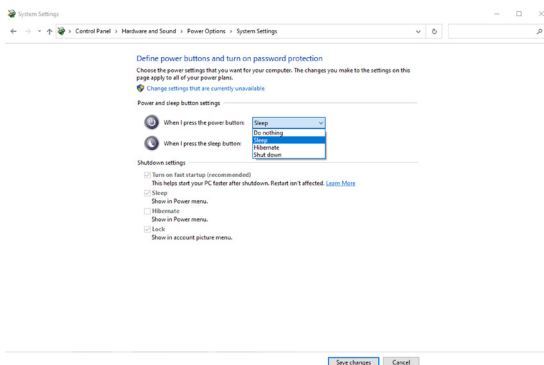 System Settings
Control Panel > Hardware and Sound > Power Options > System Settings
Define power buttons and turn on password protection
Choose the power settings that you want for your computer. The changes you make to the settings on this
page apply to all of your power plans.
Change settings that are currently unavailable
Power and sleep button settings
When I press the power button: Sleep
Do nothing
Sleep
When I press the sleep button:
Hibernate
Shut down
Shutdown settings
Turn on fast startup (recommended)
This helps start your PC faster after shutdown. Restart isn't affected. Learn More
Sleep
Show in Power menu.
Hibernate
Show in Power menu.
Lock
Show in account picture menu.
Save changes Cancel